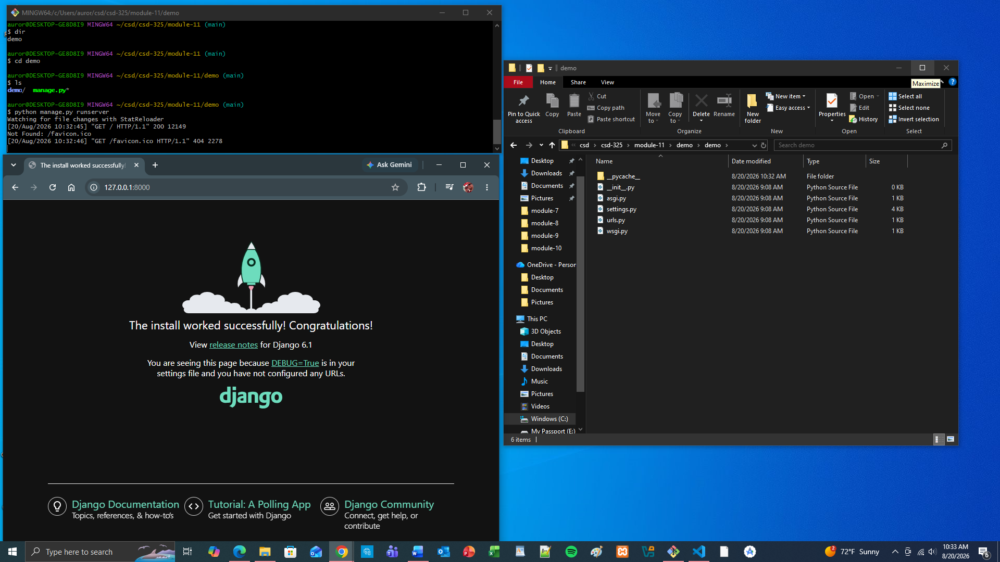 MINGW64:/c/Users/auror/csd/csd-325/module-11/demo
auror@DESKTOP-GE8D8I9 MINGW64 ~/csd/csd-325/module-11 (main)
$ dir
demo
auror@DESKTOP-GE8D8I9 MINGW64 ~/csd/csd-325/module-11 (main)
$ cd demo
auror@DESKTOP-GE8D8I9 MINGW64 ~/csd/csd-325/module-11/demo (main)
$ ls
demo/ manage.py*
auror@DESKTOP-GE8D8I9 MINGW64 ~/csd/csd-325/module-11/demo (main)
$ python manage.py runserver
Watching for file changes with StatReloader
[20/Aug/2026 10:32:45] "GET / HTTP/1.1" 200 12149
Not Found: /favicon.ico
[20/Aug/2026 10:32:46] "GET /favicon.ico HTTP/1.1" 404 2278
The install worked successfully!
Ask Gemini
127.0.0.1:8000
The install worked successfully! Congratulations!
View release notes for Django 6.1
You are seeing this page because DEBUG=True is in your
settings file and you have not configured any URLs.
django
Django Documentation
Topics, references, & how-to's
Tutorial: A Polling App
Get started with Django
Django Community
Connect, get help, or
contribute
demo
File Home Share View
Maximize
Pin to Quick
access
Copy
Paste
Cut
Copy path
Paste shortcut
Clipboard
Move
to
Copy
to
Delete
Rename
Organize
New
folder
New item
Easy access
New
Properties
Open
Edit
History
Open
Select all
Select none
Invert selection
Select
csd csd-325 module-11 demo demo
Search demo
Desktop
Downloads
Documents
Pictures
module-7
module-8
module-9
module-10
OneDrive - Person
Desktop
Documents
Pictures
This PC
3D Objects
Desktop
Documents
Downloads
Music
Pictures
Videos
Windows (C:)
My Passport (E:)
Name Date modified Type Size
__pycache__ 8/20/2026 10:32 AM File folder
__init__.py 8/20/2026 9:08 AM Python Source File 0 KB
asgi.py 8/20/2026 9:08 AM Python Source File 1 KB
settings.py 8/20/2026 9:08 AM Python Source File 4 KB
urls.py 8/20/2026 9:08 AM Python Source File 1 KB
wsgi.py 8/20/2026 9:08 AM Python Source File 1 KB
6 items
Type here to search
2
72°F Sunny
10:33 AM
8/20/2026
6